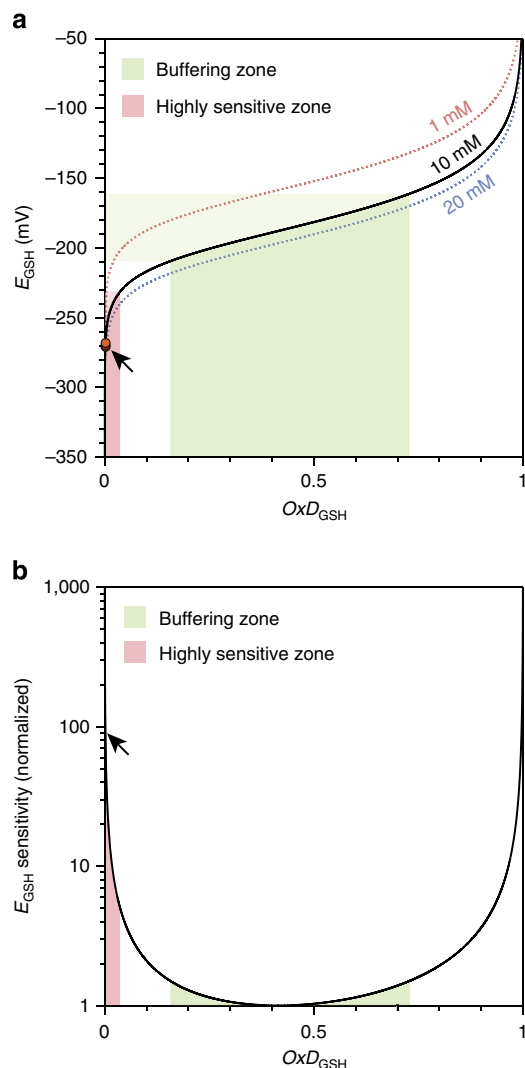 a
−50
−100
−150
−200
−250
−300
−350
E_GSH (mV)
Buffering zone
Highly sensitive zone
1 mM
10 mM
20 mM
0
0.5
1
OxD_GSH
b
1,000
100
10
1
E_GSH sensitivity (normalized)
Buffering zone
Highly sensitive zone
0
0.5
1
OxD_GSH